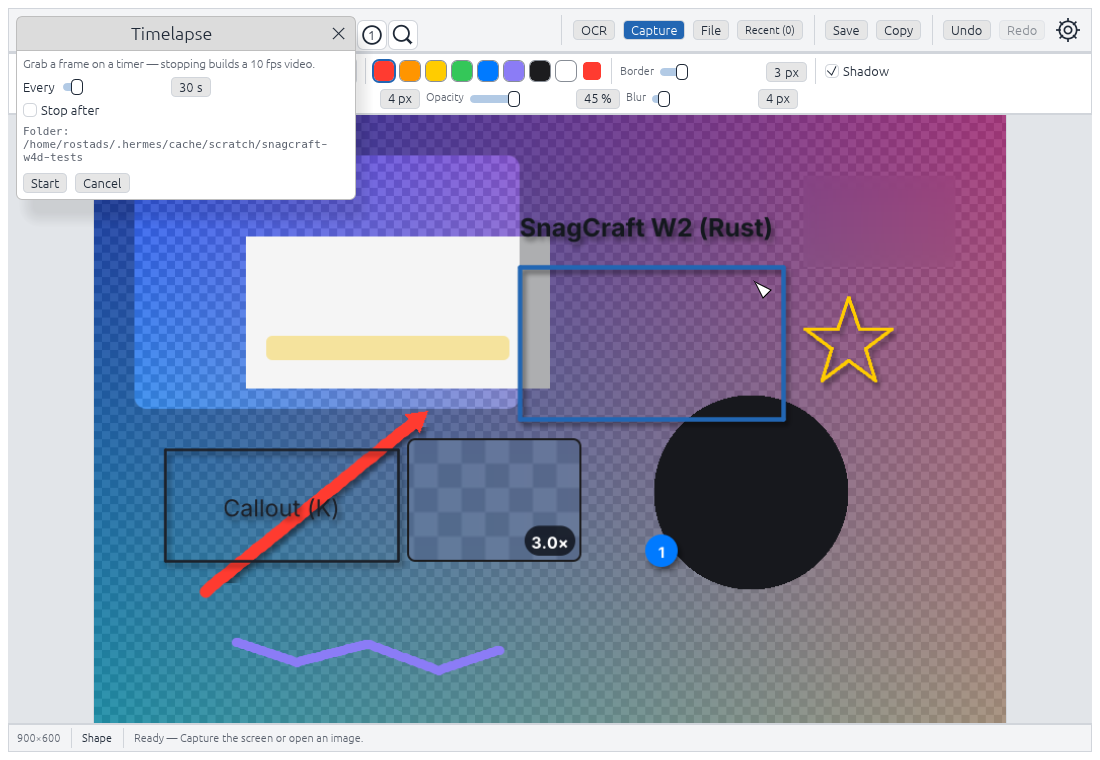 Timelapse
Grab a frame on a timer — stopping builds a 10 fps video.
Every 30 s
Stop after
Folder:
/home/rostads/.hermes/cache/scratch/snagcraft-
w4d-tests
Start Cancel
1
OCR Capture File Recent (0) Save Copy Undo Redo
Border 3 px Shadow
4 px Opacity 45 % Blur 4 px
SnagCraft W2 (Rust)
Callout (K)
3.0×
1
900×600 Shape Ready — Capture the screen or open an image.